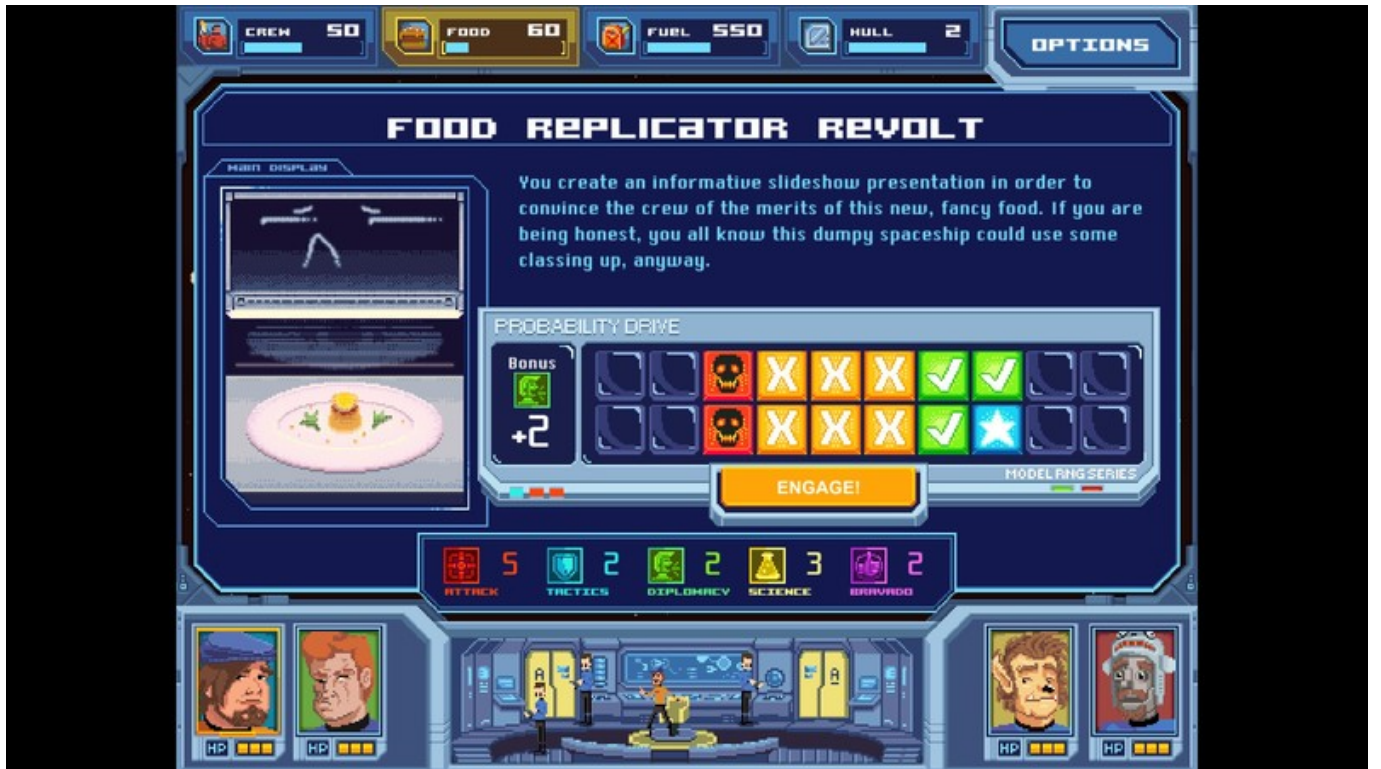 CREW 50
FOOD 60
FUEL 550
HULL 2
OPTIONS
FOOD REPLICATOR REVOLT
MAIN DISPLAY
You create an informative slideshow presentation in order to
convince the crew of the merits of this new, fancy food. If you are
being honest, you all know this dumpy spaceship could use some
classing up, anyway.
PROBABILITY DRIVE
Bonus
+2
ENGAGE!
MODEL RNG SERIES
5 2 2 3 2
ATTACK TACTICS DIPLOMACY SCIENCE BRAVADO
A A
HP HP HP HP